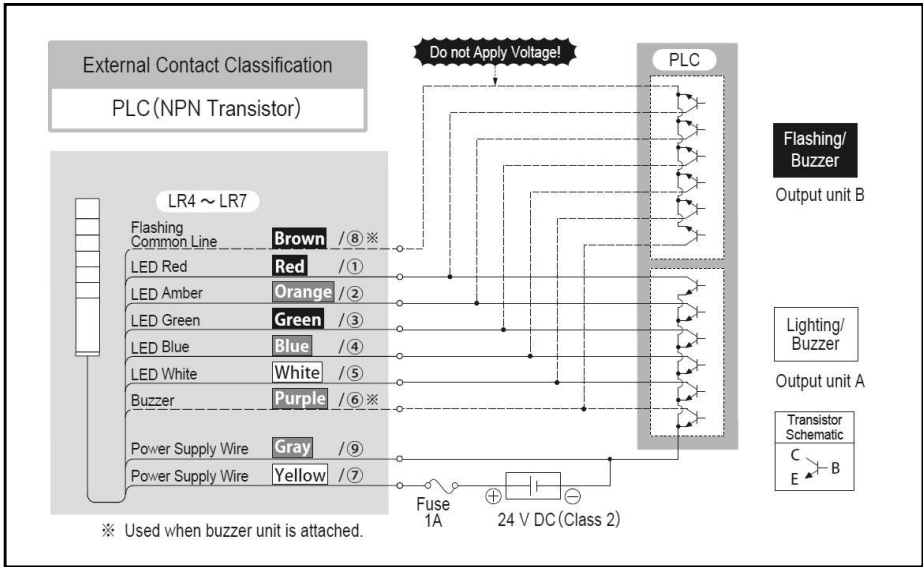 External Contact Classification
PLC (NPN Transistor)
Do not Apply Voltage!
PLC
Flashing/
Buzzer
Output unit B
LR4 ～ LR7
Flashing
Common Line Brown /⑧ ※
LED Red Red /①
LED Amber Orange /②
LED Green Green /③
LED Blue Blue /④
LED White White /⑤
Buzzer Purple /⑥ ※
Power Supply Wire Gray /⑨
Power Supply Wire Yellow /⑦
Lighting/
Buzzer
Output unit A
Transistor
Schematic
C
B
E
Fuse
1A
⊕ ⊖
24 V DC (Class 2)
※ Used when buzzer unit is attached.